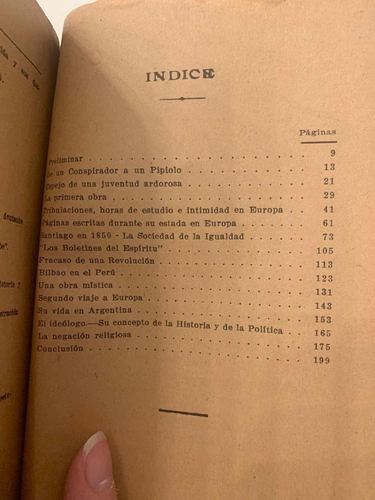 INDICE
Páginas
Preliminar 9
De un Conspirador a un Pipiolo 13
Espejo de una juventud ardorosa 21
La primera obra 29
Tribulaciones, horas de estudio e intimidad en Europa 41
Páginas escritas durante su estada en Europa 61
Santiago en 1850 - La Sociedad de la Igualdad 73
"Los Boletines del Espíritu" 105
Fracaso de una Revolución 113
Bilbao en el Perú 123
Una obra mística 131
Segundo viaje a Europa 143
Su vida en Argentina 153
El ideólogo.—Su concepto de la Historia y de la Política 165
La negación religiosa 175
Conclusión 199